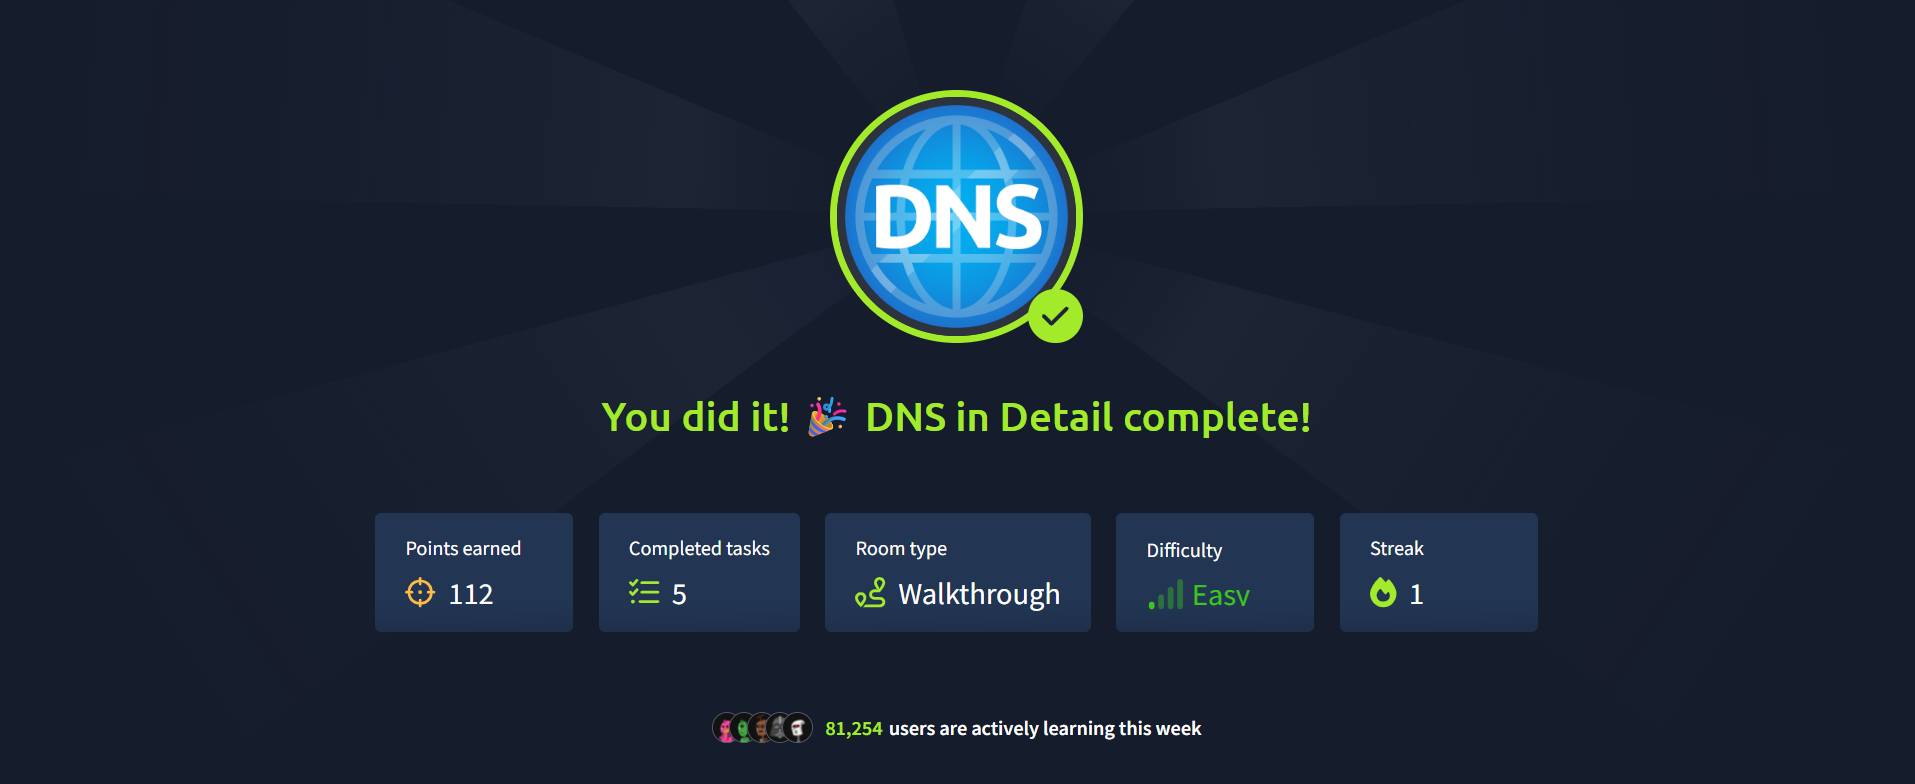 DNS
You did it! 🎉 DNS in Detail complete!
Points earned
112
Completed tasks
5
Room type
Walkthrough
Difficulty
Easy
Streak
1
81,254 users are actively learning this week